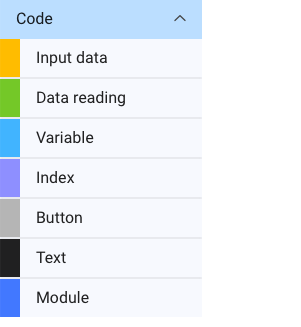 Code
Input data
Data reading
Variable
Index
Button
Text
Module